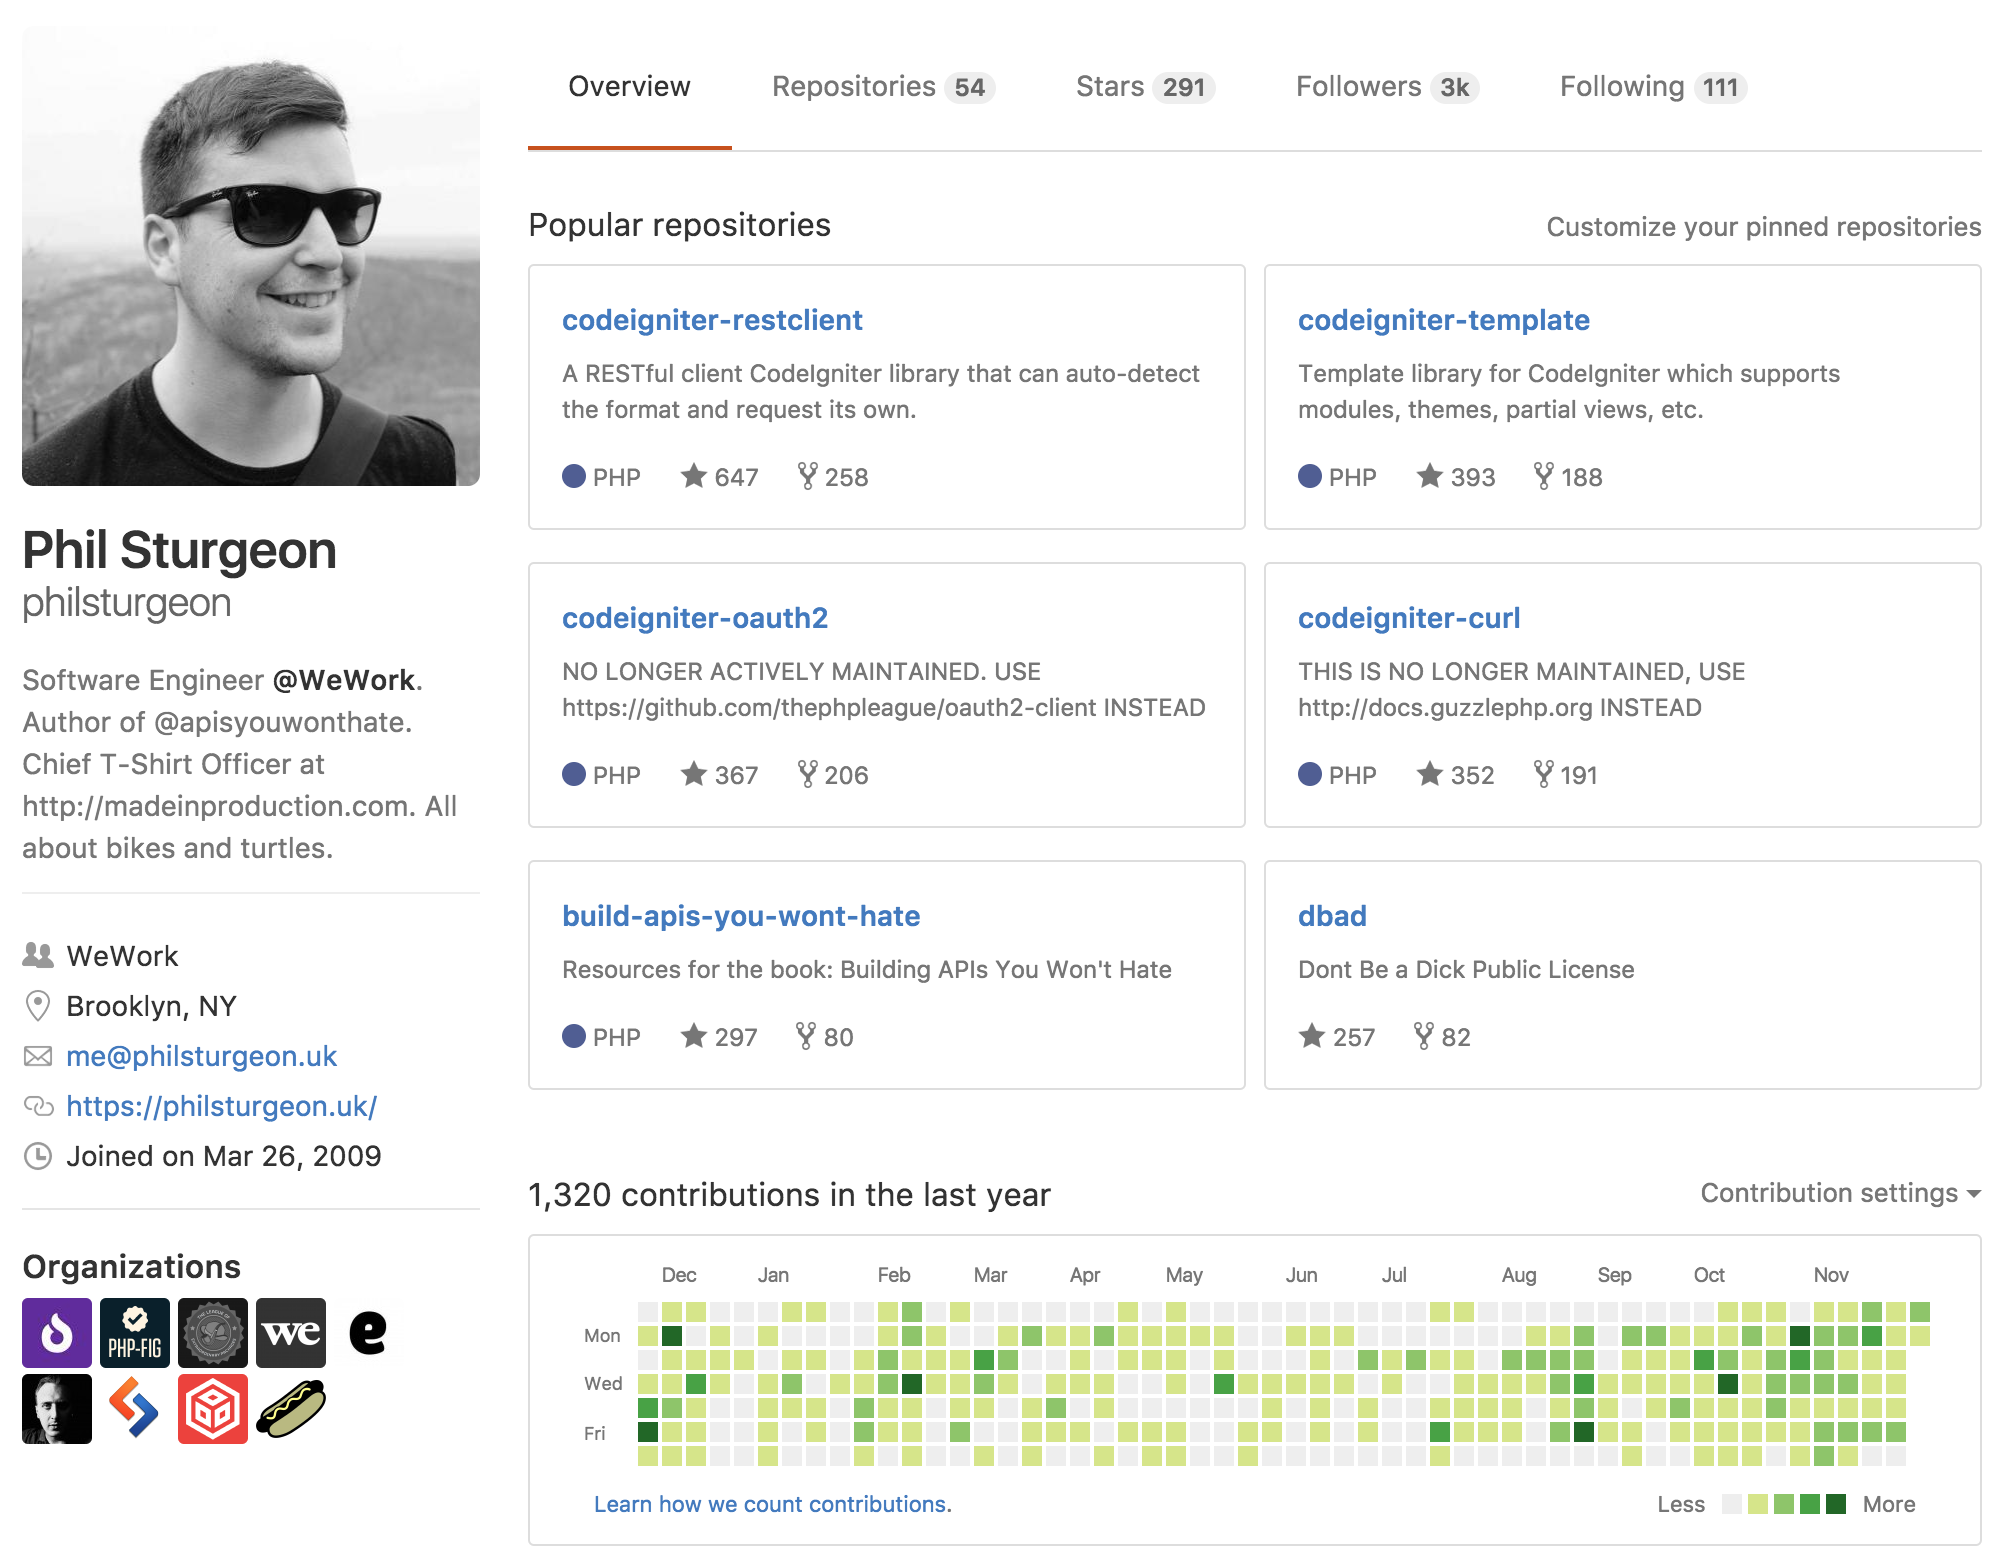 Overview
Repositories 54
Stars 291
Followers 3k
Following 111
Phil Sturgeon
philsturgeon
Software Engineer @WeWork.
Author of @apisyouwonthate.
Chief T-Shirt Officer at
http://madeinproduction.com. All
about bikes and turtles.
WeWork
Brooklyn, NY
me@philsturgeon.uk
https://philsturgeon.uk/
Joined on Mar 26, 2009
Organizations
PHP-FIG
we
e
Popular repositories
Customize your pinned repositories
codeigniter-restclient
A RESTful client CodeIgniter library that can auto-detect
the format and request its own.
PHP 647 258
codeigniter-template
Template library for CodeIgniter which supports
modules, themes, partial views, etc.
PHP 393 188
codeigniter-oauth2
NO LONGER ACTIVELY MAINTAINED. USE
https://github.com/thephpleague/oauth2-client INSTEAD
PHP 367 206
codeigniter-curl
THIS IS NO LONGER MAINTAINED, USE
http://docs.guzzlephp.org INSTEAD
PHP 352 191
build-apis-you-wont-hate
Resources for the book: Building APIs You Won't Hate
PHP 297 80
dbad
Dont Be a Dick Public License
257 82
1,320 contributions in the last year
Contribution settings
Dec Jan Feb Mar Apr May Jun Jul Aug Sep Oct Nov
Mon
Wed
Fri
Learn how we count contributions.
Less More